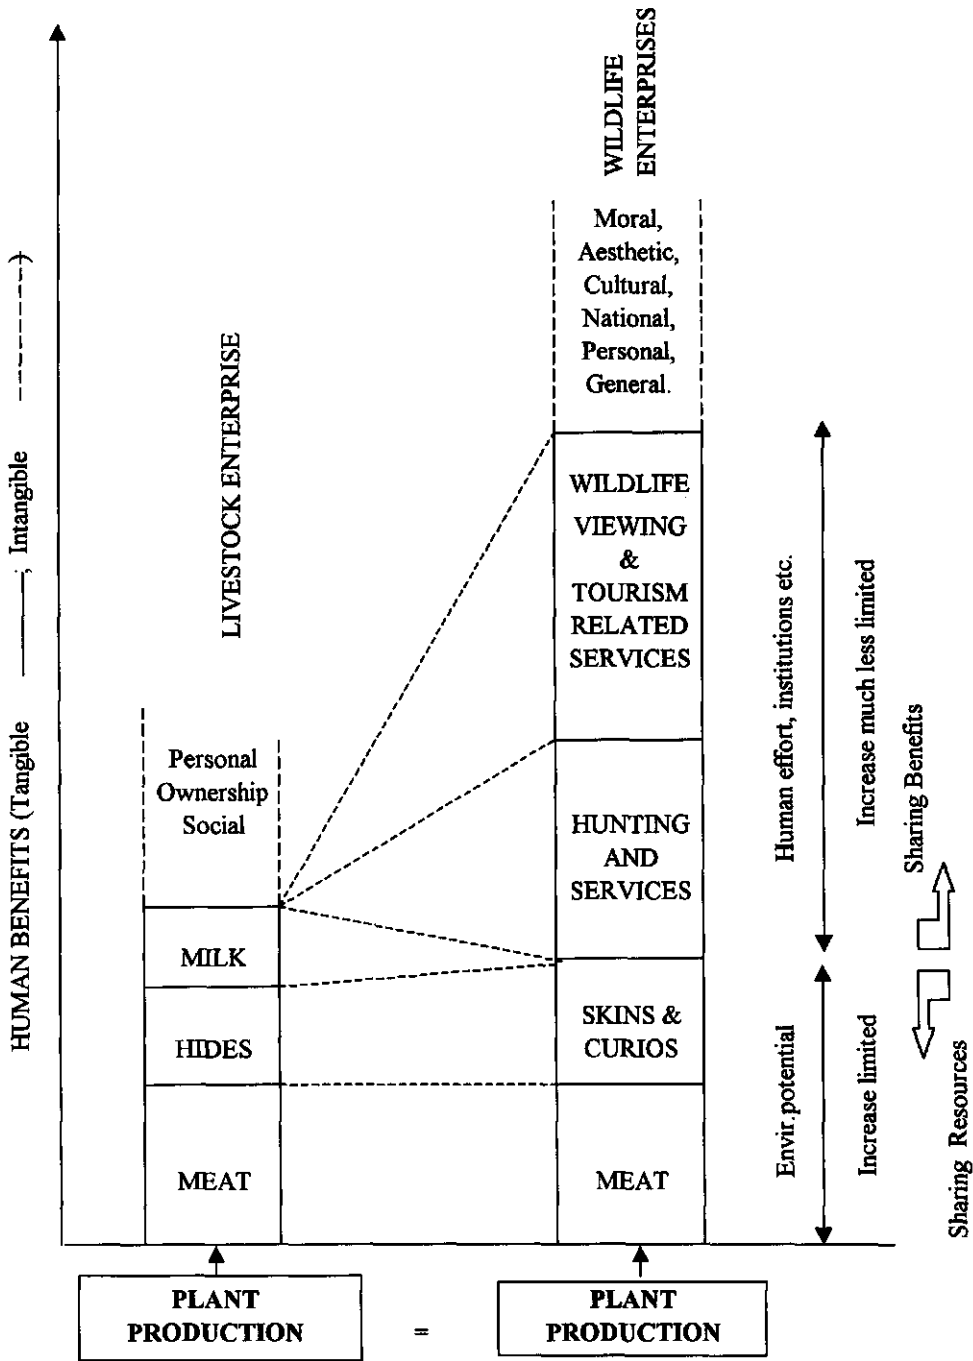 HUMAN BENEFITS (Tangible ———; Intangible --------)
LIVESTOCK ENTERPRISE
Personal
Ownership
Social
MILK
HIDES
MEAT
PLANT
PRODUCTION
=
WILDLIFE
ENTERPRISES
Moral,
Aesthetic,
Cultural,
National,
Personal,
General.
WILDLIFE
VIEWING
&
TOURISM
RELATED
SERVICES
HUNTING
AND
SERVICES
SKINS &
CURIOS
MEAT
PLANT
PRODUCTION
Human effort, institutions etc.
Increase much less limited
Sharing Benefits
Envir.potential
Increase limited
Sharing Resources